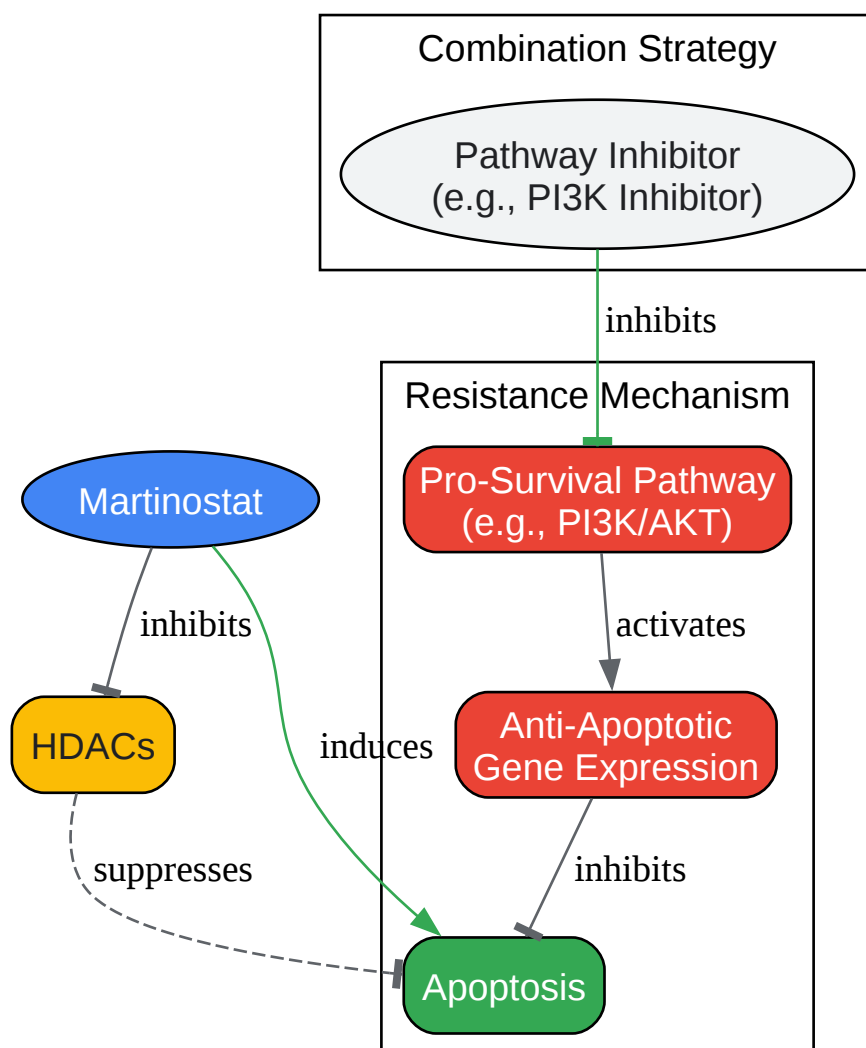 Combination Strategy
Pathway Inhibitor
(e.g., PI3K Inhibitor)
inhibits
Resistance Mechanism
Pro-Survival Pathway
(e.g., PI3K/AKT)
Martinostat
inhibits
activates
HDACs
Anti-Apoptotic
Gene Expression
induces
suppresses
inhibits
Apoptosis